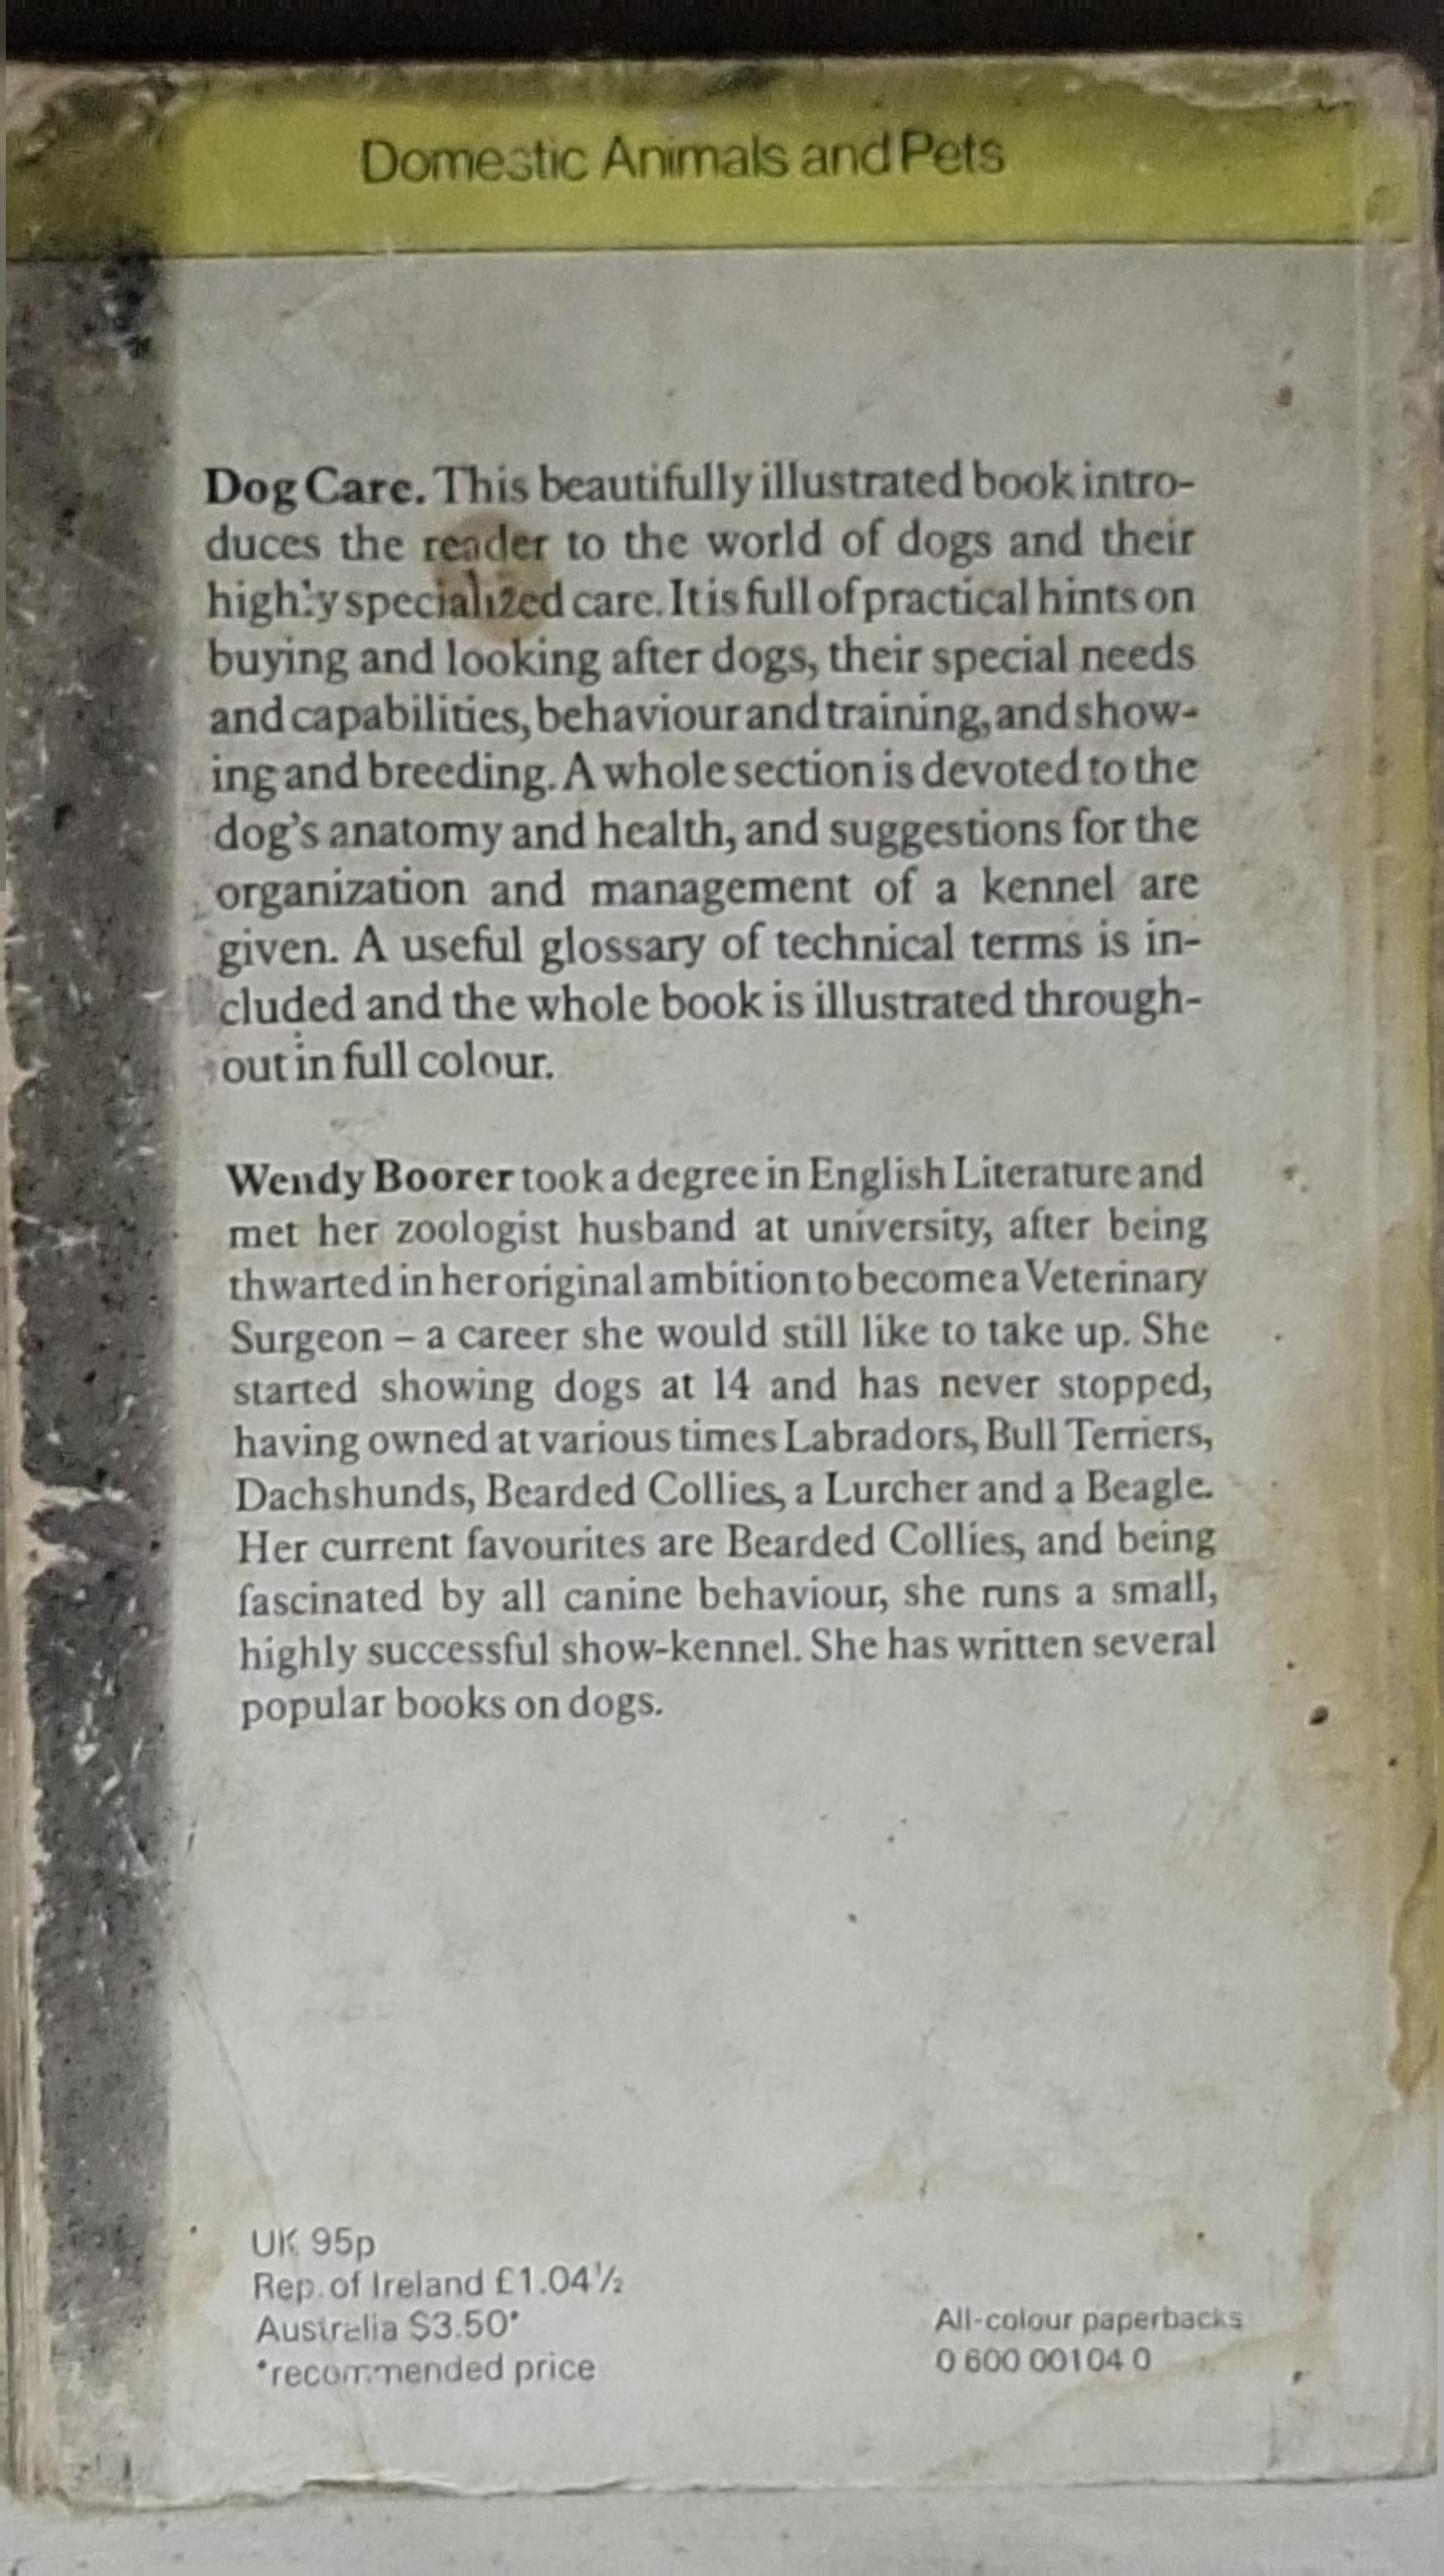 Domestic Animals and Pets
Dog Care. This beautifully illustrated book intro-
duces the reader to the world of dogs and their
highly specialized care. It is full of practical hints on
buying and looking after dogs, their special needs
and capabilities, behaviour and training, and show-
ing and breeding. A whole section is devoted to the
dog's anatomy and health, and suggestions for the
organization and management of a kennel are
given. A useful glossary of technical terms is in-
cluded and the whole book is illustrated through-
out in full colour.
Wendy Boorer took a degree in English Literature and
met her zoologist husband at university, after being
thwarted in her original ambition to become a Veterinary
Surgeon – a career she would still like to take up. She
started showing dogs at 14 and has never stopped,
having owned at various times Labradors, Bull Terriers,
Dachshunds, Bearded Collies, a Lurcher and a Beagle.
Her current favourites are Bearded Collies, and being
fascinated by all canine behaviour, she runs a small,
highly successful show-kennel. She has written several
popular books on dogs.
UK 95p
Rep. of Ireland £1.04½
Australia $3.50*
*recommended price
All-colour paperbacks
0 600 00104 0